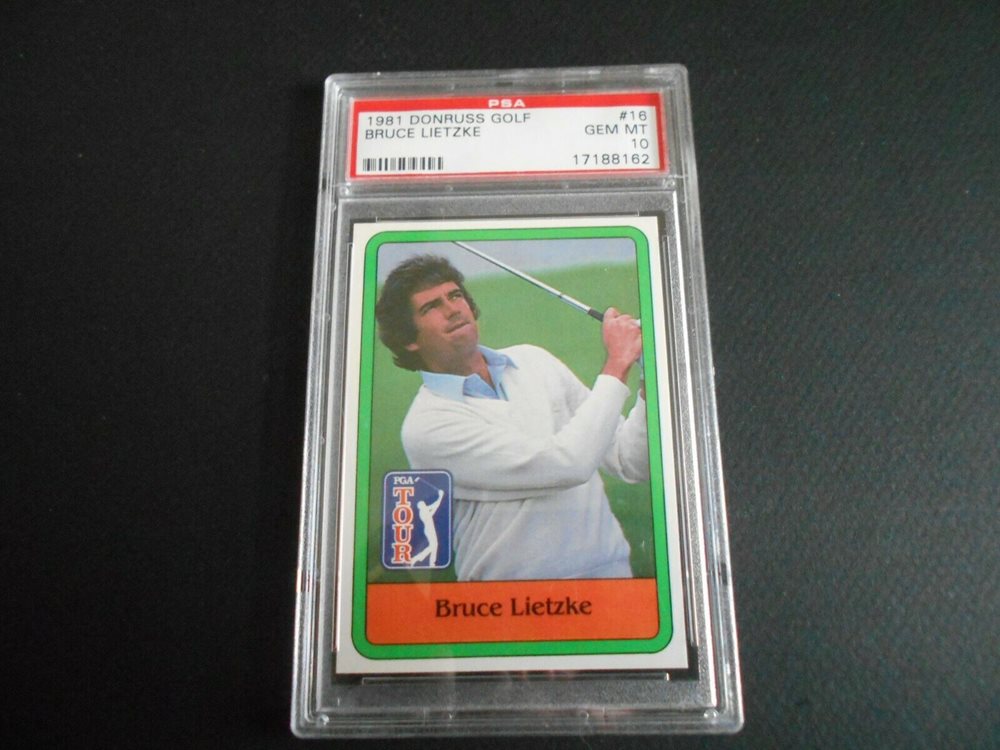 PSA
1981 DONRUSS GOLF #16
BRUCE LIETZKE GEM MT
10
17188162
PGA
TOUR
Bruce Lietzke